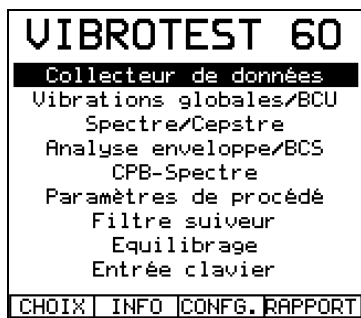 VIBROTEST 60
Collecteur de données
Vibrations globales/BCU
Spectre/Cepstre
Analyse enveloppe/BCS
CPB-Spectre
Paramètres de procédé
Filtre suiveur
Equilibrage
Entrée clavier
CHOIX INFO CONFG. RAPPORT